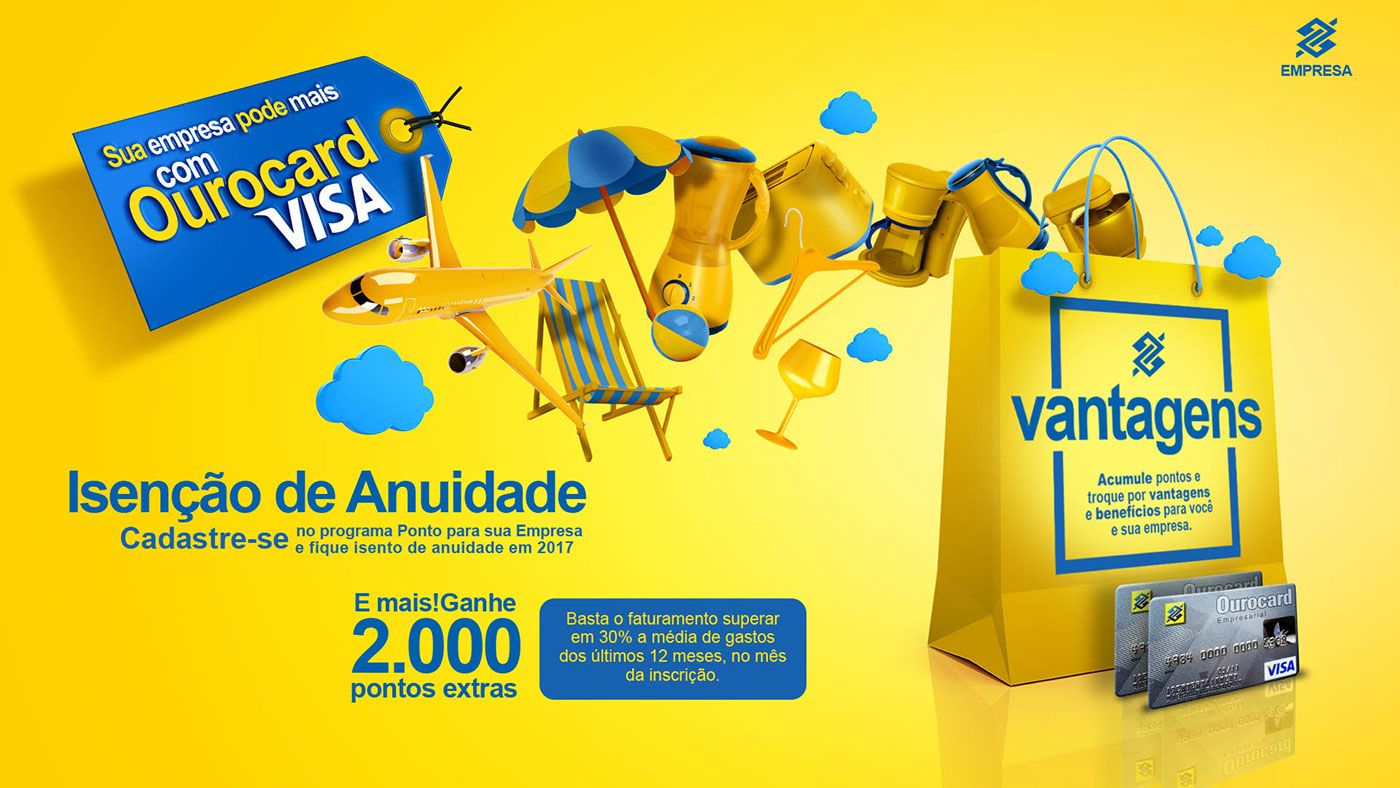 EMPRESA
Sua empresa pode mais
com
Ourocard
VISA
vantagens
Acumule pontos e
troque por vantagens
e benefícios para você
e sua empresa.
Isenção de Anuidade
Cadastre-se
no programa Ponto para sua Empresa
e fique isento de anuidade em 2017
E mais!Ganhe
2.000
pontos extras
Basta o faturamento superar
em 30% a média de gastos
dos últimos 12 meses, no mês
da inscrição.
Ourocard
Ourocard
Empresarial
VISA